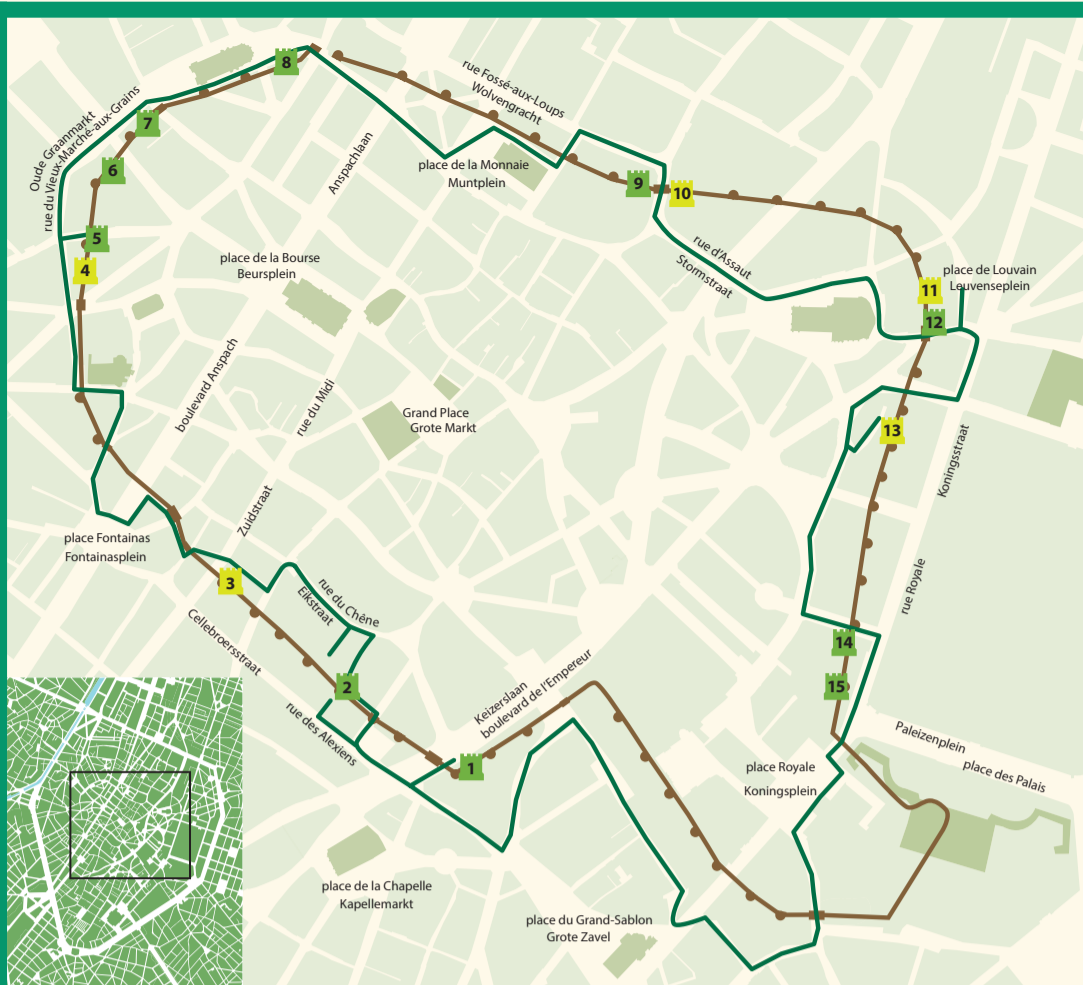 8
rue Fossé-aux-Loups
Wolvengracht
7
Oude Graanmarkt
rue du Vieux-Marché-aux-Grains
6
Anspachlaan
place de la Monnaie
Muntplein
9
10
5
4
rue d'Assaut
Stormstraat
place de la Bourse
Beursplein
place de Louvain
Leuvenseplein
11
12
boulevard Anspach
rue du Midi
Grand Place
Grote Markt
13
Koningsstraat
Zuidstraat
place Fontainas
Fontainasplein
3
rue du Chêne
Eikstraat
rue Royale
Cellebroersstraat
14
2
15
Keizerslaan
boulevard de l'Empereur
rue des Alexiens
1
Paleizenplein
place des Palais
place Royale
Koningsplein
place de la Chapelle
Kapellemarkt
place du Grand-Sablon
Grote Zavel